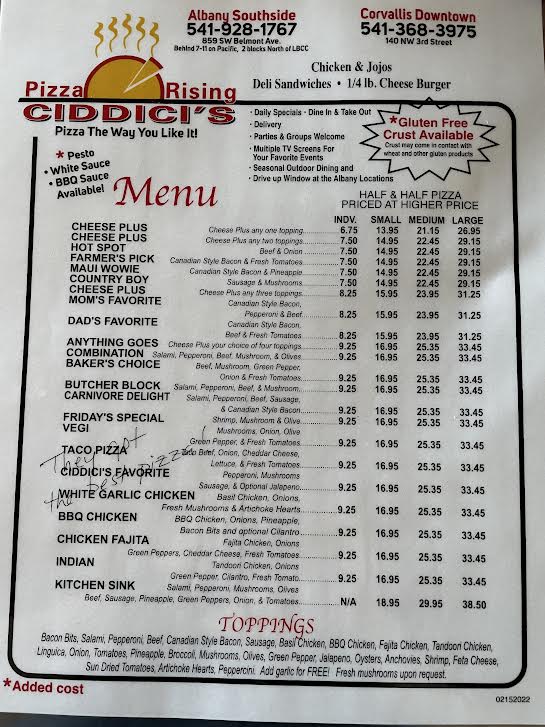 Albany Southside
541-928-1767
859 SW Belmont Ave.
Behind 7-11 on Pacific, 2 blocks North of LBCC
Corvallis Downtown
541-368-3975
140 NW 3rd Street
Chicken & Jojos
Deli Sandwiches • 1/4 lb. Cheese Burger
Pizza Rising
CIDDICI'S
Pizza The Way You Like It!
* Pesto
• White Sauce
• BBQ Sauce
Available!
• Daily Specials • Dine In & Take Out
• Delivery
• Parties & Groups Welcome
• Multiple TV Screens For
Your Favorite Events
• Seasonal Outdoor Dining and
• Drive up Window at the Albany Locations
*Gluten Free
Crust Available
Crust may come in contact with
wheat and other gluten products
Menu
HALF & HALF PIZZA
PRICED AT HIGHER PRICE
INDV. SMALL MEDIUM LARGE
CHEESE PLUS Cheese Plus any one topping 6.75 13.95 21.15 26.95
CHEESE PLUS Cheese Plus any two toppings 7.50 14.95 22.45 29.15
HOT SPOT Beef & Onion 7.50 14.95 22.45 29.15
FARMER'S PICK Canadian Style Bacon & Fresh Tomatoes 7.50 14.95 22.45 29.15
MAUI WOWIE Canadian Style Bacon & Pineapple 7.50 14.95 22.45 29.15
COUNTRY BOY Sausage & Mushrooms 7.50 14.95 22.45 29.15
CHEESE PLUS Cheese Plus any three toppings 8.25 15.95 23.95 31.25
MOM'S FAVORITE Canadian Style Bacon,
Pepperoni & Beef 8.25 15.95 23.95 31.25
DAD'S FAVORITE Canadian Style Bacon,
Beef & Fresh Tomatoes 8.25 15.95 23.95 31.25
ANYTHING GOES Cheese Plus your choice of four toppings 9.25 16.95 25.35 33.45
COMBINATION Salami, Pepperoni, Beef, Mushroom, & Olives 9.25 16.95 25.35 33.45
BAKER'S CHOICE Beef, Mushroom, Green Pepper,
Onion & Fresh Tomatoes 9.25 16.95 25.35 33.45
BUTCHER BLOCK Salami, Pepperoni, Beef, & Mushroom 9.25 16.95 25.35 33.45
CARNIVORE DELIGHT Salami, Pepperoni, Beef, Sausage,
& Canadian Style Bacon 9.25 16.95 25.35 33.45
FRIDAY'S SPECIAL Shrimp, Mushroom & Olive 9.25 16.95 25.35 33.45
VEGI Mushrooms, Onion, Olive
Green Pepper, & Fresh Tomatoes 9.25 16.95 25.35 33.45
TACO PIZZA Taco Beef, Onion, Cheddar Cheese,
Lettuce, & Fresh Tomatoes 9.25 16.95 25.35 33.45
They got
the best pizza!
CIDDICI'S FAVORITE Pepperoni, Mushrooms
Sausage, & Optional Jalapeno 9.25 16.95 25.35 33.45
WHITE GARLIC CHICKEN Basil Chicken, Onions,
Fresh Mushrooms & Artichoke Hearts 9.25 16.95 25.35 33.45
BBQ CHICKEN BBQ Chicken, Onions, Pineapple,
Bacon Bits and optional Cilantro 9.25 16.95 25.35 33.45
CHICKEN FAJITA Fajita Chicken, Onions
Green Peppers, Cheddar Cheese, Fresh Tomatoes 9.25 16.95 25.35 33.45
INDIAN Tandoori Chicken, Onions
Green Pepper, Cilantro, Fresh Tomato 9.25 16.95 25.35 33.45
KITCHEN SINK Salami, Pepperoni, Mushrooms, Olives
Beef, Sausage, Pineapple, Green Peppers, Onion, & Tomatoes N/A 18.95 29.95 38.50
TOPPINGS
Bacon Bits, Salami, Pepperoni, Beef, Canadian Style Bacon, Sausage, Basil Chicken, BBQ Chicken, Fajita Chicken, Tandoori Chicken,
Linguica, Onion, Tomatoes, Pineapple, Broccoli, Mushrooms, Olives, Green Pepper, Jalapeno, Oysters, Anchovies, Shrimp, Feta Cheese,
Sun Dried Tomatoes, Artichoke Hearts, Peppercini. Add garlic for FREE! Fresh mushrooms upon request.
*Added cost
02152022